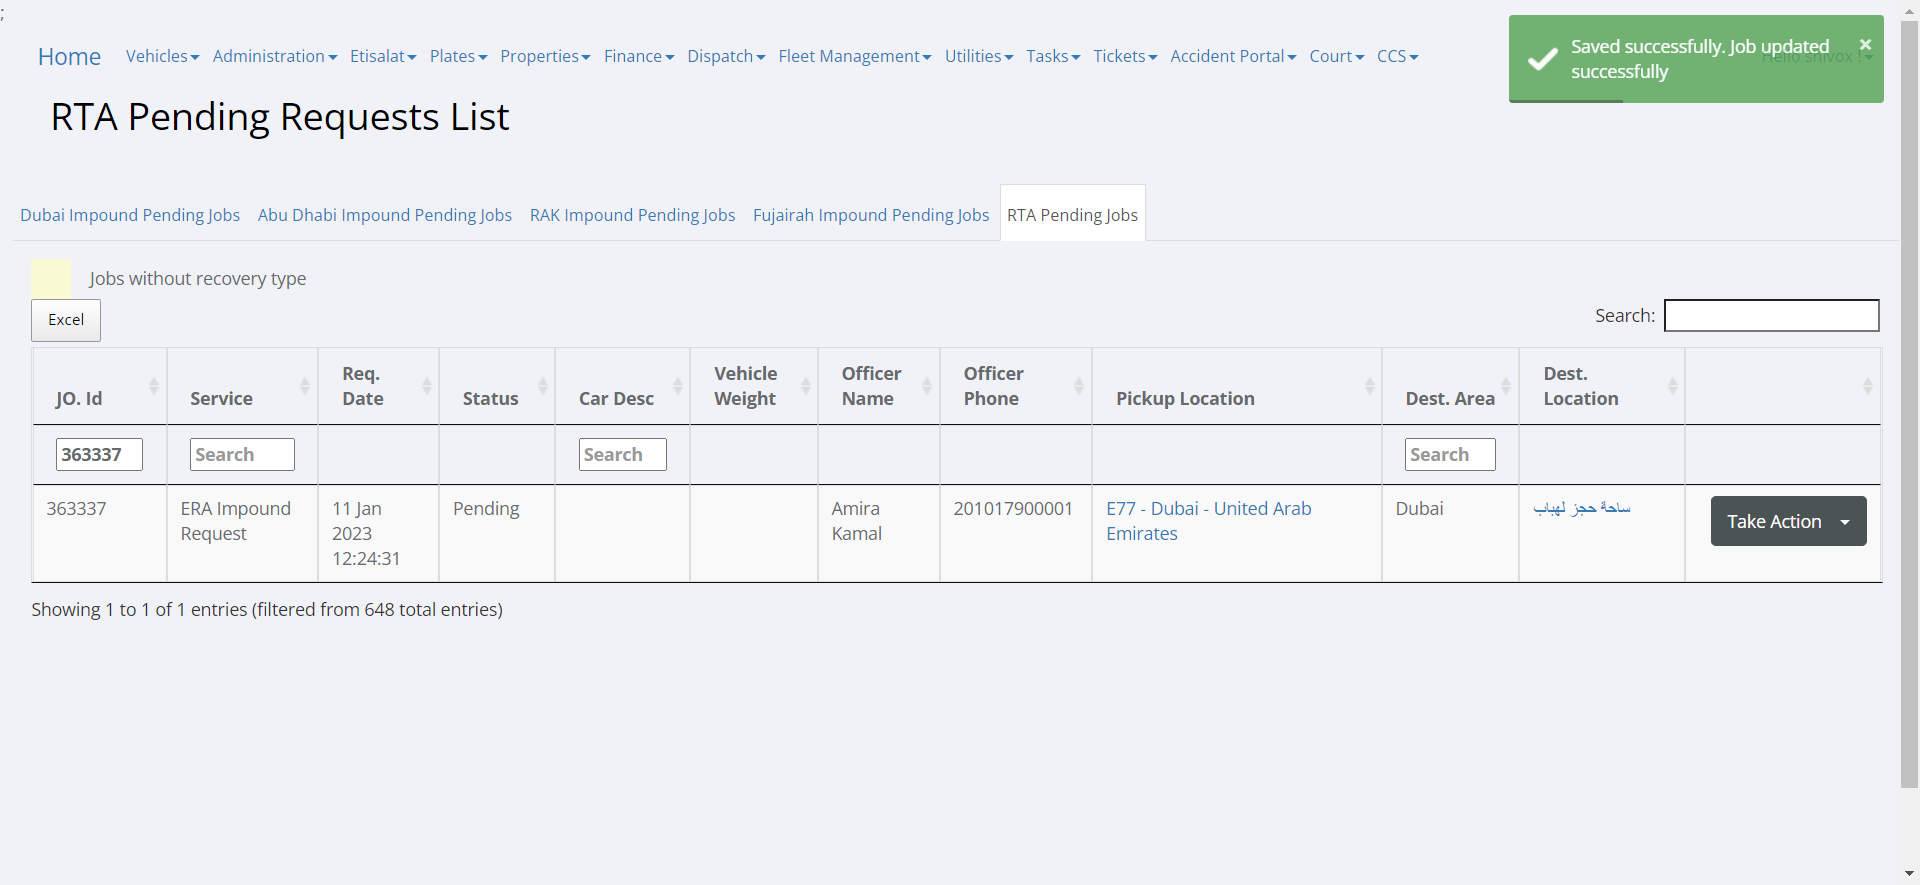 ;
Home Vehicles Administration Etisalat Plates Properties Finance Dispatch Fleet Management Utilities Tasks Tickets Accident Portal Court CCS
Saved successfully. Job updated
successfully
Hello shivox !
RTA Pending Requests List
Dubai Impound Pending Jobs Abu Dhabi Impound Pending Jobs RAK Impound Pending Jobs Fujairah Impound Pending Jobs RTA Pending Jobs
Jobs without recovery type
Excel
Search:
JO. Id Service Req. Date Status Car Desc Vehicle Weight Officer Name Officer Phone Pickup Location Dest. Area Dest. Location
363337 Search Search Search
363337 ERA Impound Request 11 Jan 2023 12:24:31 Pending Amira Kamal 201017900001 E77 - Dubai - United Arab Emirates Dubai ساحة حجز لهباب Take Action
Showing 1 to 1 of 1 entries (filtered from 648 total entries)